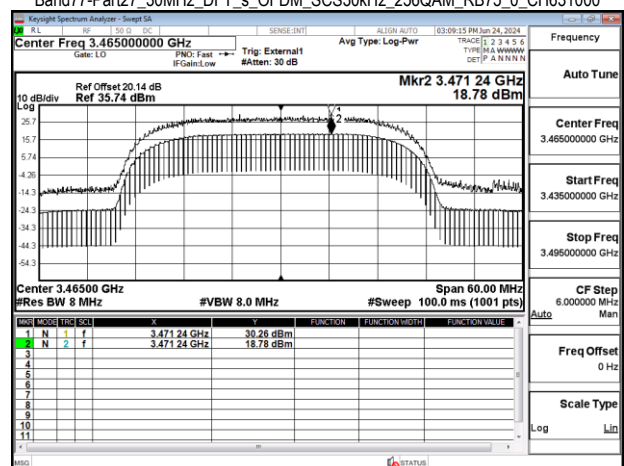 Band77-Part27_30MHz_DFT_s_OFDM_SCS30kHz_256QAM_RB75_0_CH631000
Keysight Spectrum Analyzer - Swept SA
RL RF 50 Ω DC SENSE:INT ALIGN AUTO 03:09:15 PM Jun 24, 2024
Center Freq 3.465000000 GHz
Gate: LO
PNO: Fast
IFGain:Low
Trig: External1
#Atten: 30 dB
Avg Type: Log-Pwr
TRACE 1 2 3 4 5 6
TYPE M A W W W W
DET P A N N N N
Ref Offset 20.14 dB
10 dB/div Ref 35.74 dBm
Mkr2 3.471 24 GHz
18.78 dBm
Log
25.7
15.7
5.74
-4.26
-14.3
-24.3
-34.3
-44.3
-54.3
1
2
Center 3.46500 GHz Span 60.00 MHz
#Res BW 8 MHz #VBW 8.0 MHz #Sweep 100.0 ms (1001 pts)
MKR MODE TRC SCL X Y FUNCTION FUNCTION WIDTH FUNCTION VALUE
1 N 1 f 3.471 24 GHz 30.26 dBm
2 N 2 f 3.471 24 GHz 18.78 dBm
3
4
5
6
7
8
9
10
11
MSG STATUS
Frequency
Auto Tune
Center Freq
3.465000000 GHz
Start Freq
3.435000000 GHz
Stop Freq
3.495000000 GHz
CF Step
6.000000 MHz
Auto Man
Freq Offset
0 Hz
Scale Type
Log Lin